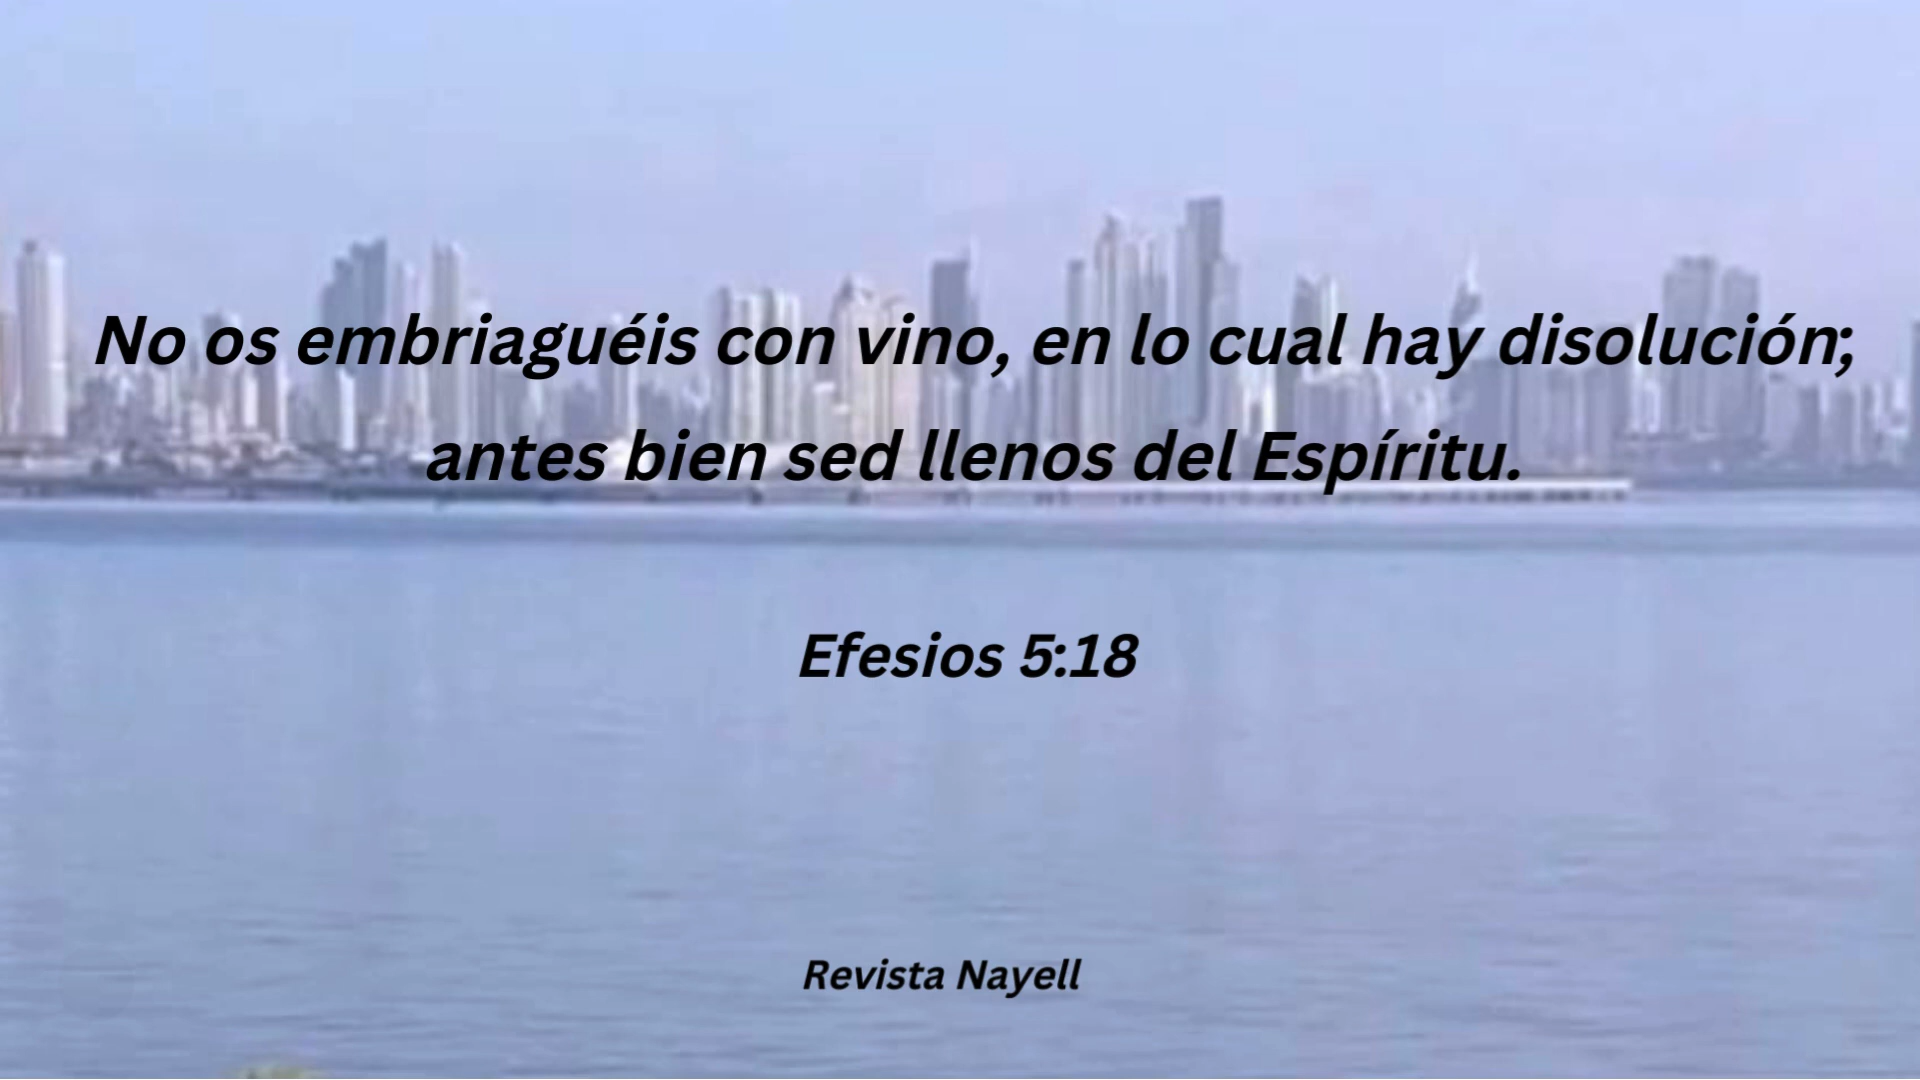 No os embriaguéis con vino, en lo cual hay disolución;
antes bien sed llenos del Espíritu.
Efesios 5:18
Revista Nayell